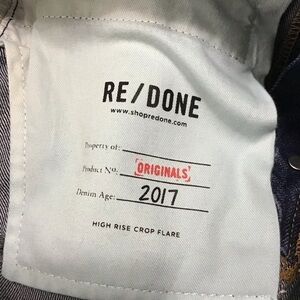 RE/DONE
www.shopredone.com
Property of:
Product No. ORIGINALS
Denim Age: 2017
HIGH RISE CROP FLARE